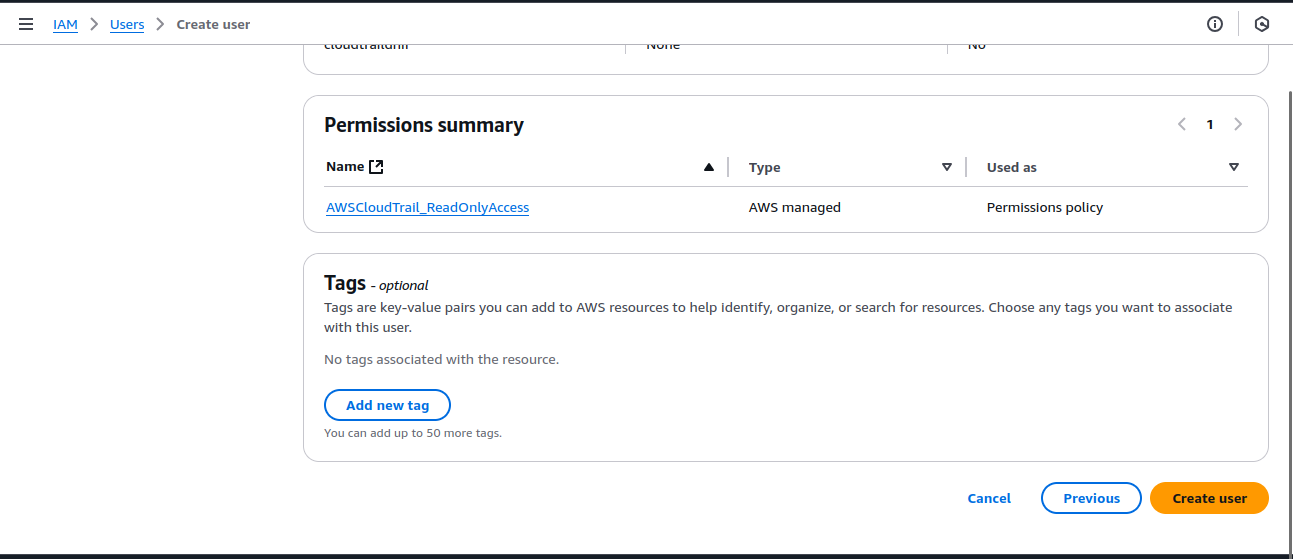 IAM > Users > Create user
None No
Permissions summary
1
Name Type Used as
AWSCloudTrail_ReadOnlyAccess AWS managed Permissions policy
Tags - optional
Tags are key-value pairs you can add to AWS resources to help identify, organize, or search for resources. Choose any tags you want to associate
with this user.
No tags associated with the resource.
Add new tag
You can add up to 50 more tags.
Cancel Previous Create user